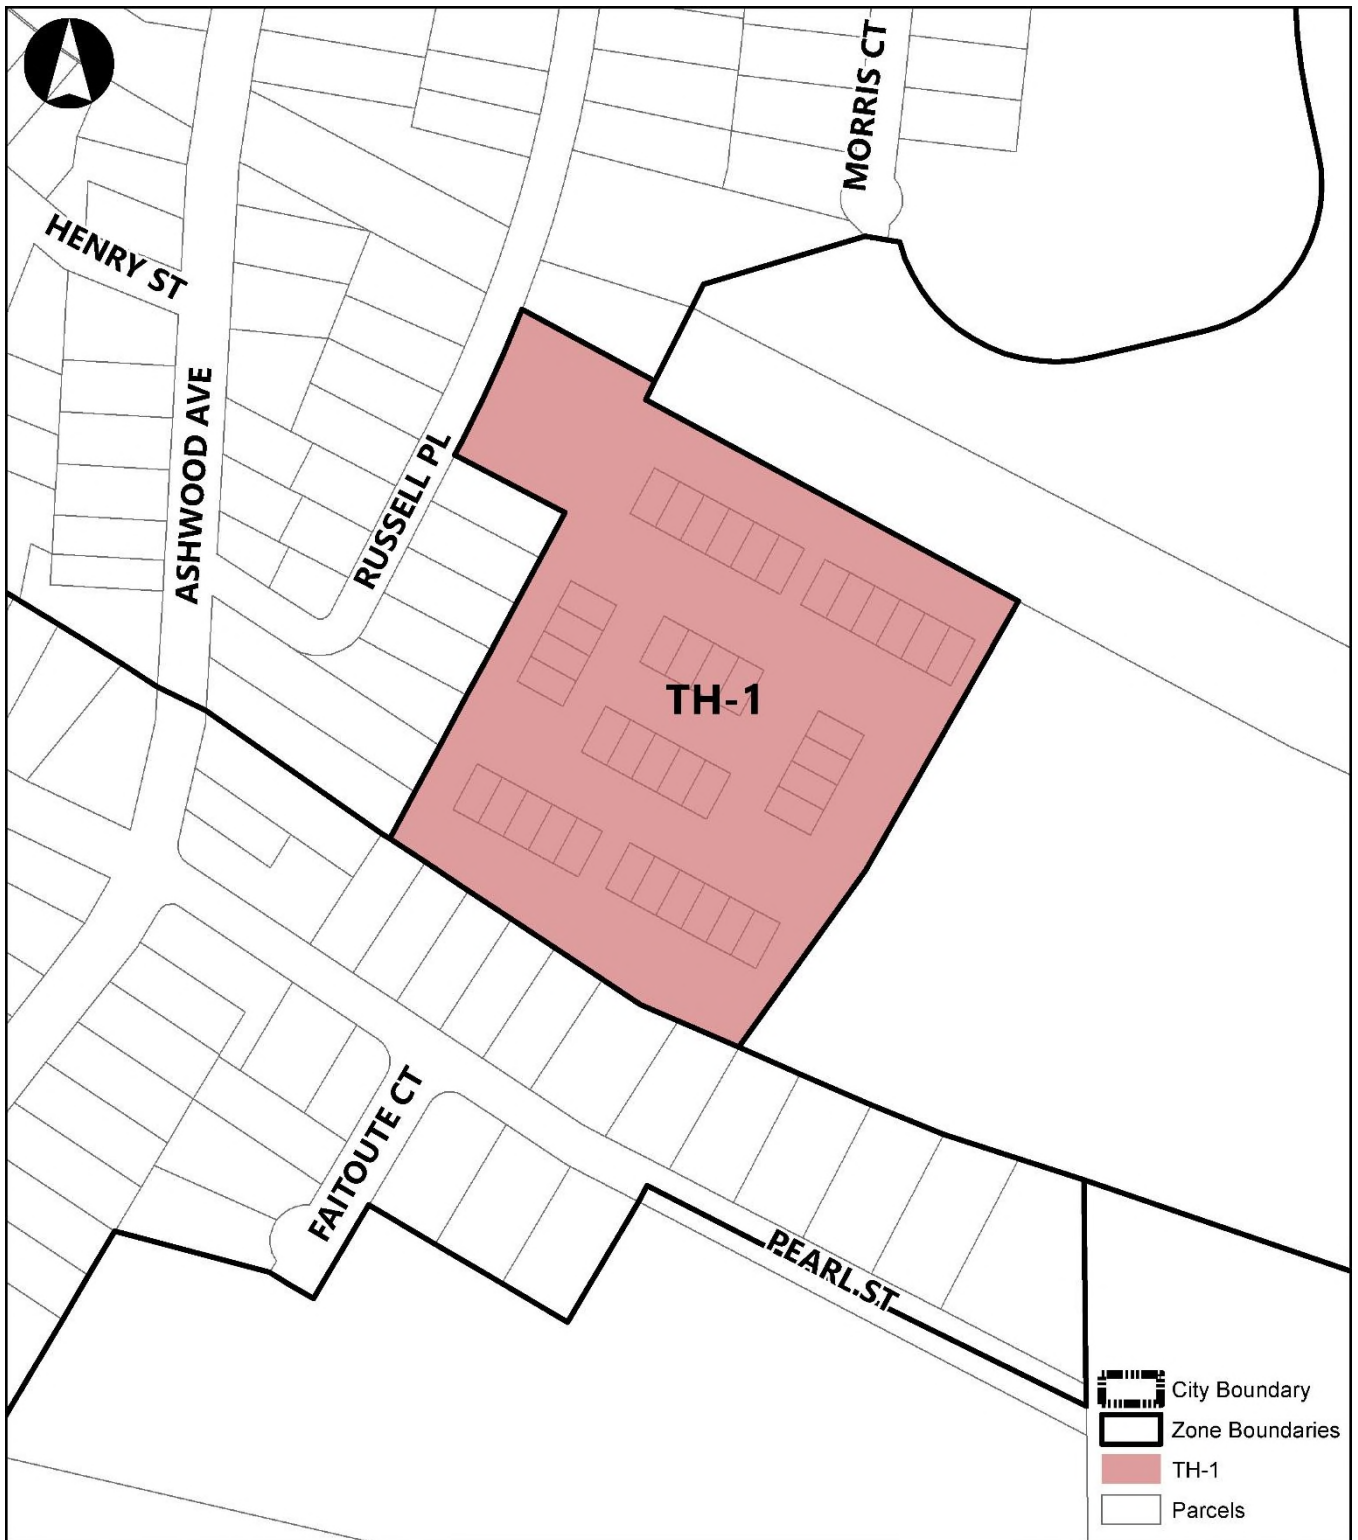 MORRIS CT
HENRY ST
ASHWOOD AVE
RUSSELL PL
TH-1
FAITOUTE CT
PEARL ST
City Boundary
Zone Boundaries
TH-1
Parcels